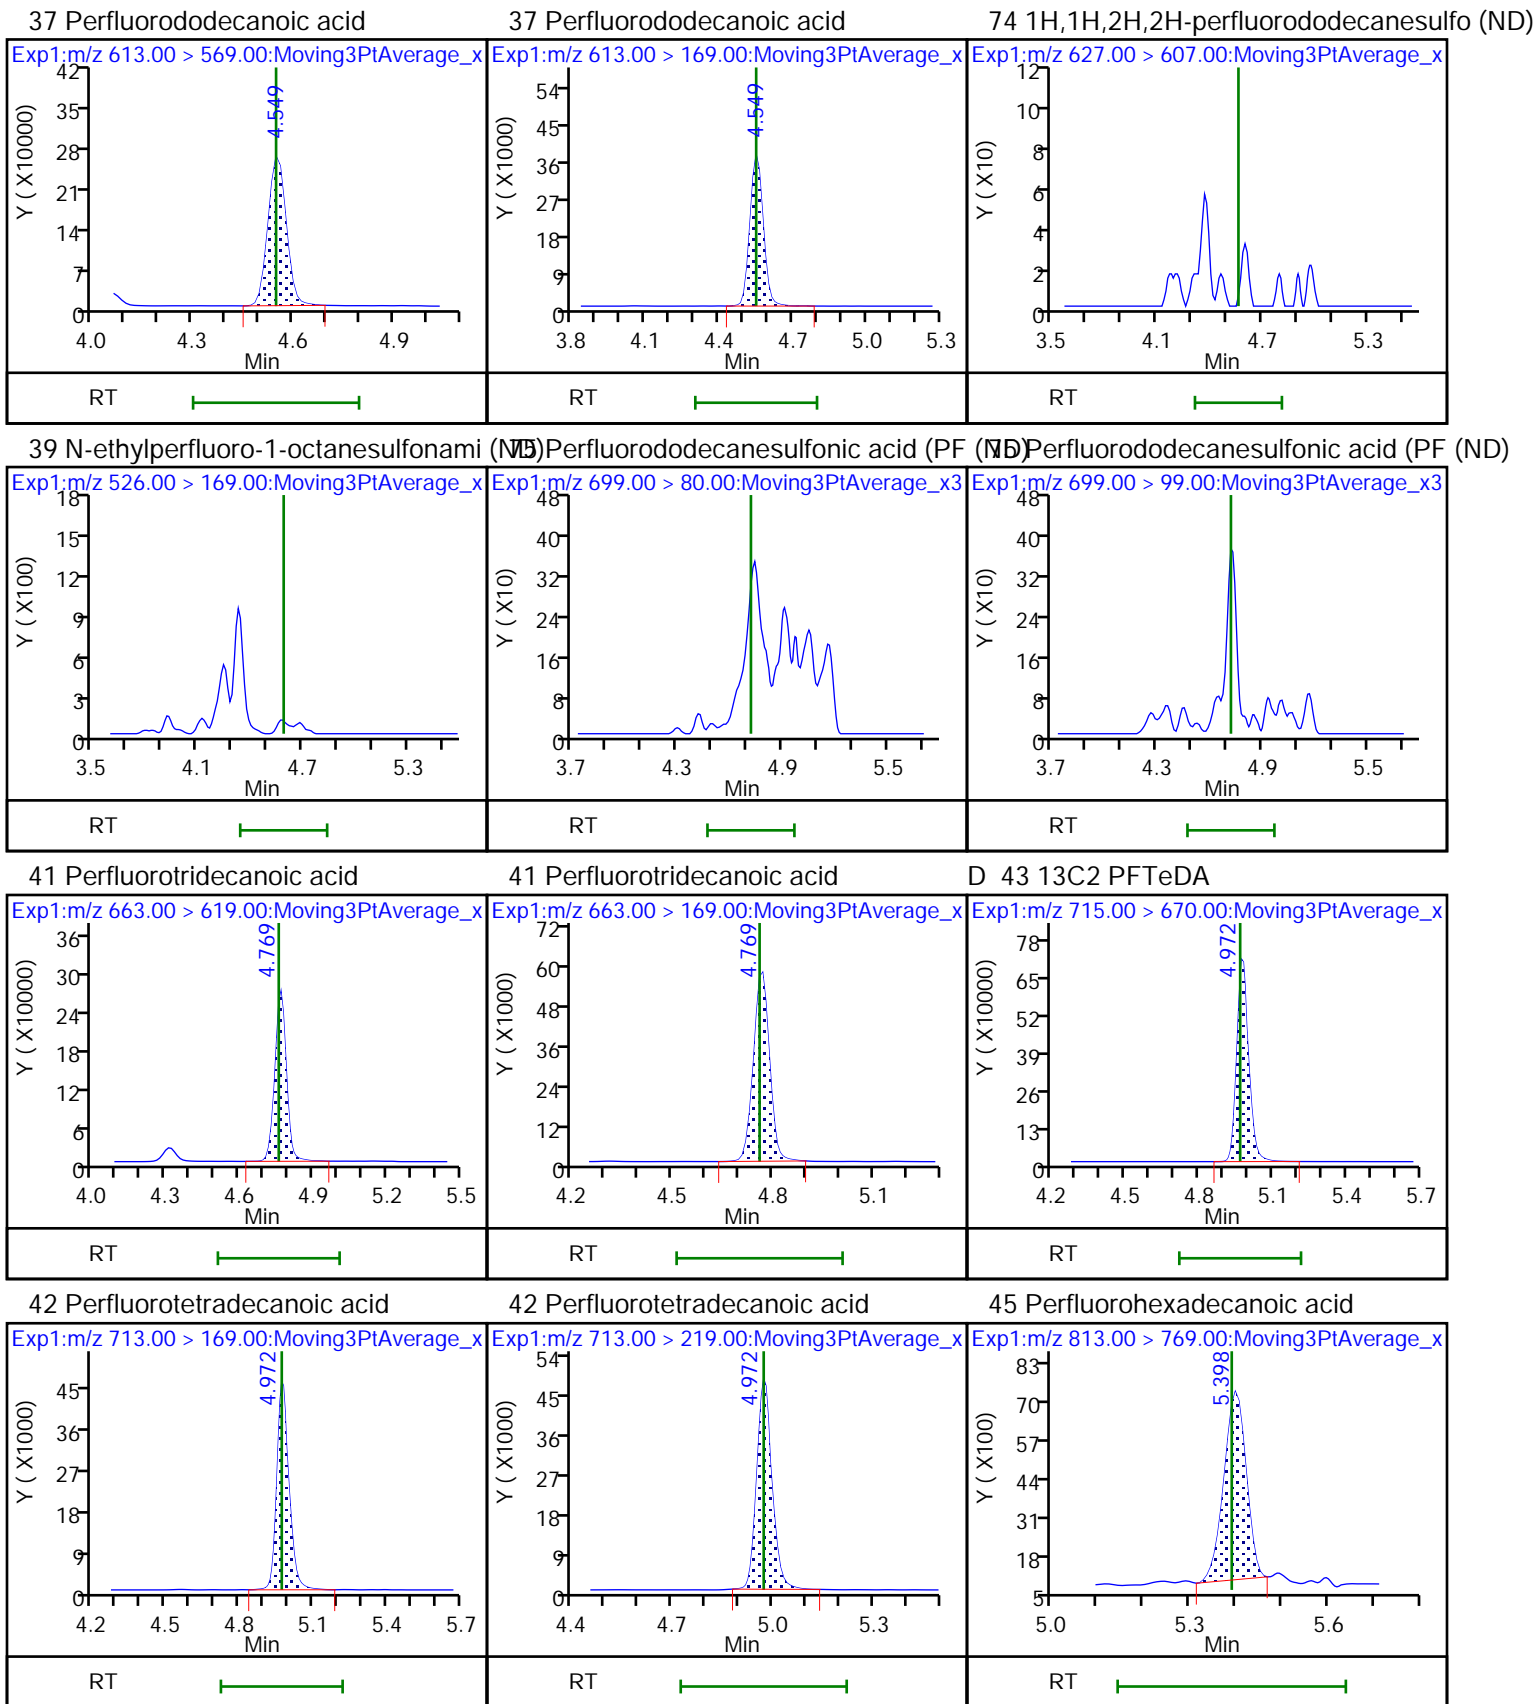 37 Perfluorododecanoic acid
Exp1:m/z 613.00 > 569.00:Moving3PtAverage_x
Y ( X10000)
42
35
28
21
14
7
0
4.549
4.0 4.3 4.6 4.9
Min
RT
37 Perfluorododecanoic acid
Exp1:m/z 613.00 > 169.00:Moving3PtAverage_x
Y ( X1000)
54
45
36
27
18
9
0
4.549
3.8 4.1 4.4 4.7 5.0 5.3
Min
RT
74 1H,1H,2H,2H-perfluorododecanesulfo (ND)
Exp1:m/z 627.00 > 607.00:Moving3PtAverage_x
Y ( X10)
12
10
8
6
4
2
0
3.5 4.1 4.7 5.3
Min
RT
39 N-ethylperfluoro-1-octanesulfonami (ND)
Exp1:m/z 526.00 > 169.00:Moving3PtAverage_x
Y ( X100)
18
15
12
9
6
3
0
3.5 4.1 4.7 5.3
Min
RT
75 Perfluorododecanesulfonic acid (PF (ND)
Exp1:m/z 699.00 > 80.00:Moving3PtAverage_x3
Y ( X10)
48
40
32
24
16
8
0
3.7 4.3 4.9 5.5
Min
RT
75 Perfluorododecanesulfonic acid (PF (ND)
Exp1:m/z 699.00 > 99.00:Moving3PtAverage_x3
Y ( X10)
48
40
32
24
16
8
0
3.7 4.3 4.9 5.5
Min
RT
41 Perfluorotridecanoic acid
Exp1:m/z 663.00 > 619.00:Moving3PtAverage_x
Y ( X10000)
36
30
24
18
12
6
0
4.769
4.0 4.3 4.6 4.9 5.2 5.5
Min
RT
41 Perfluorotridecanoic acid
Exp1:m/z 663.00 > 169.00:Moving3PtAverage_x
Y ( X1000)
72
60
48
36
24
12
0
4.769
4.2 4.5 4.8 5.1
Min
RT
D 43 13C2 PFTeDA
Exp1:m/z 715.00 > 670.00:Moving3PtAverage_x
Y ( X10000)
78
65
52
39
26
13
0
4.972
4.2 4.5 4.8 5.1 5.4 5.7
Min
RT
42 Perfluorotetradecanoic acid
Exp1:m/z 713.00 > 169.00:Moving3PtAverage_x
Y ( X1000)
45
36
27
18
9
0
4.972
4.2 4.5 4.8 5.1 5.4 5.7
Min
RT
42 Perfluorotetradecanoic acid
Exp1:m/z 713.00 > 219.00:Moving3PtAverage_x
Y ( X1000)
54
45
36
27
18
9
0
4.972
4.4 4.7 5.0 5.3
Min
RT
45 Perfluorohexadecanoic acid
Exp1:m/z 813.00 > 769.00:Moving3PtAverage_x
Y ( X100)
83
70
57
44
31
18
5
5.398
5.0 5.3 5.6
Min
RT